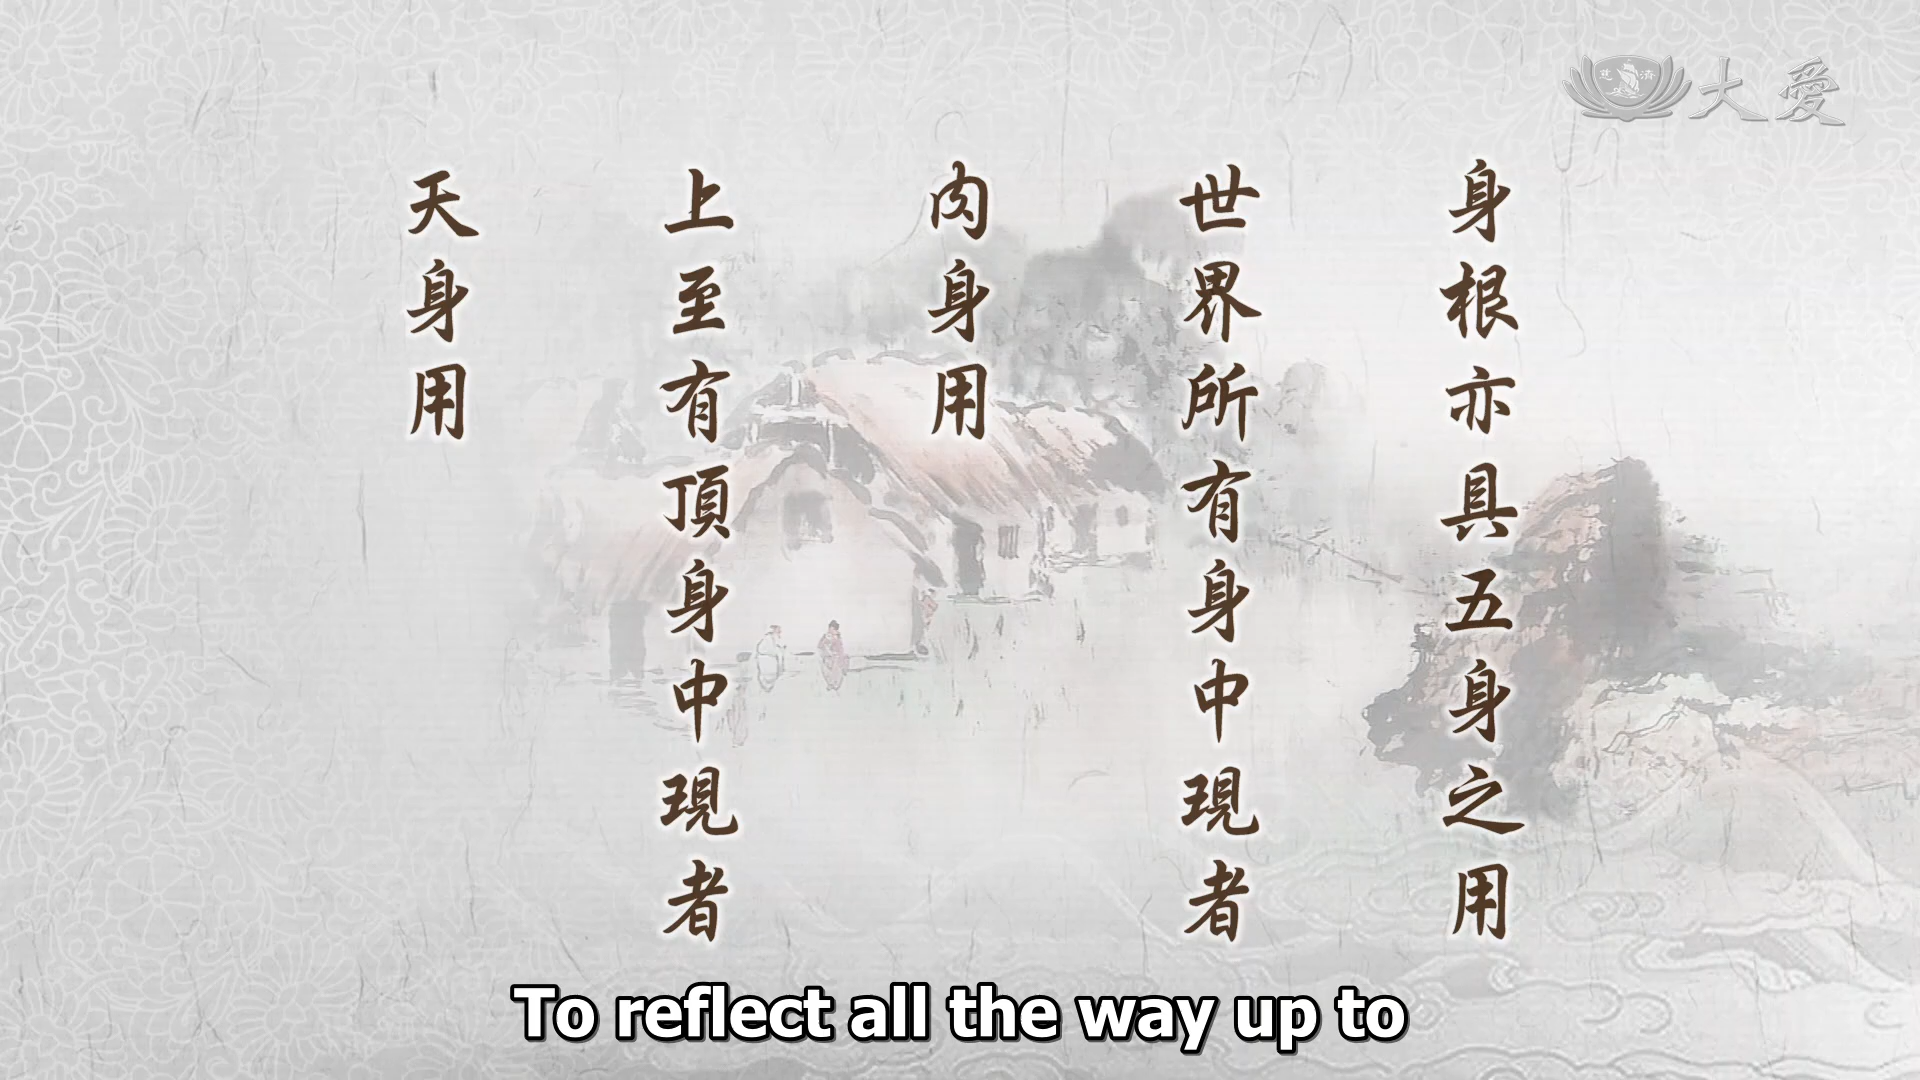 大愛
慈濟
身根亦具五身之用
世界所有身中現者
肉身用
上至有頂身中現者
天身用
To reflect all the way up to